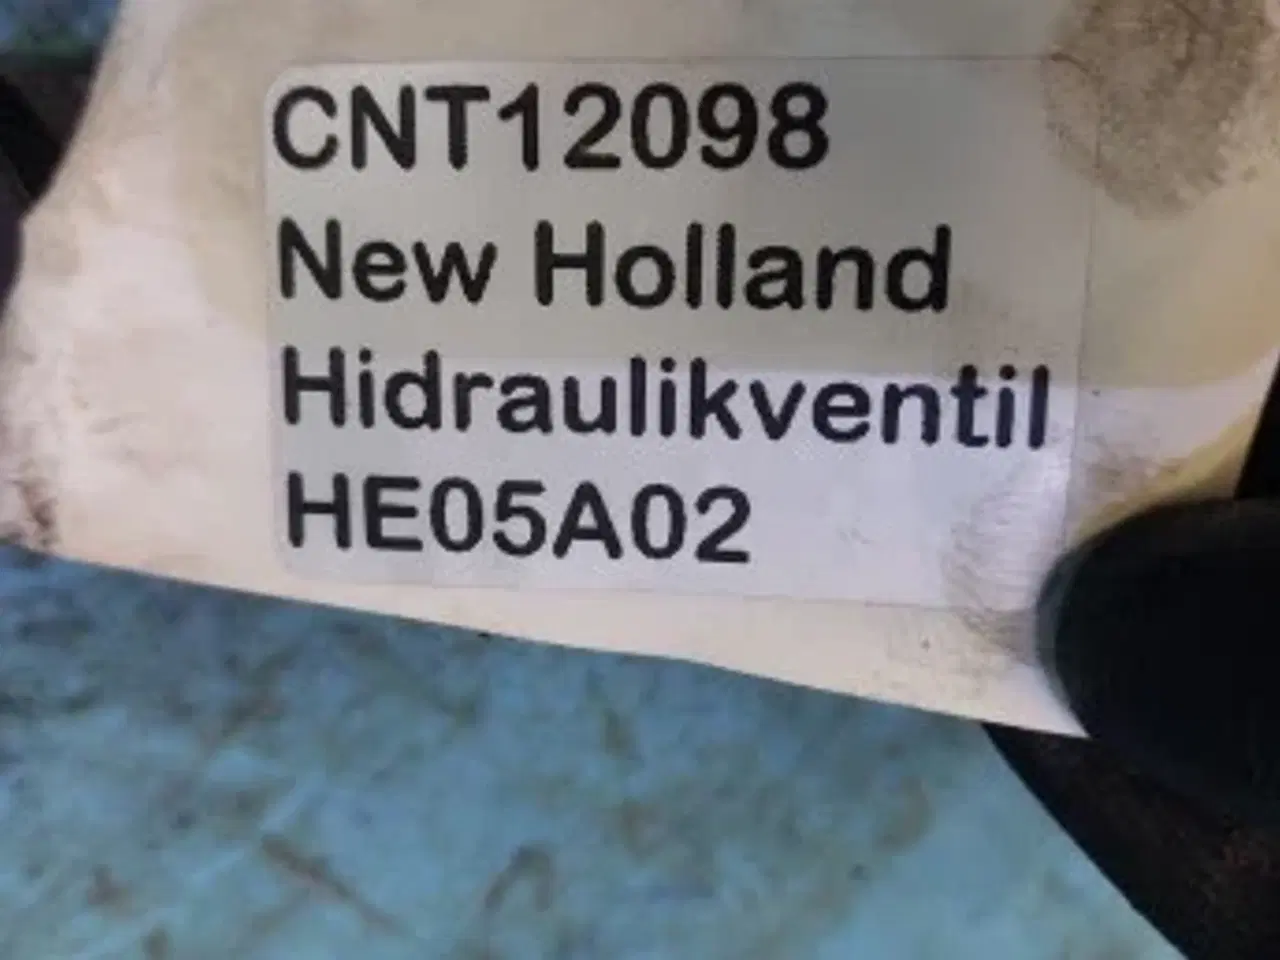 CNT12098
New Holland
Hidraulikventil
HE05A02